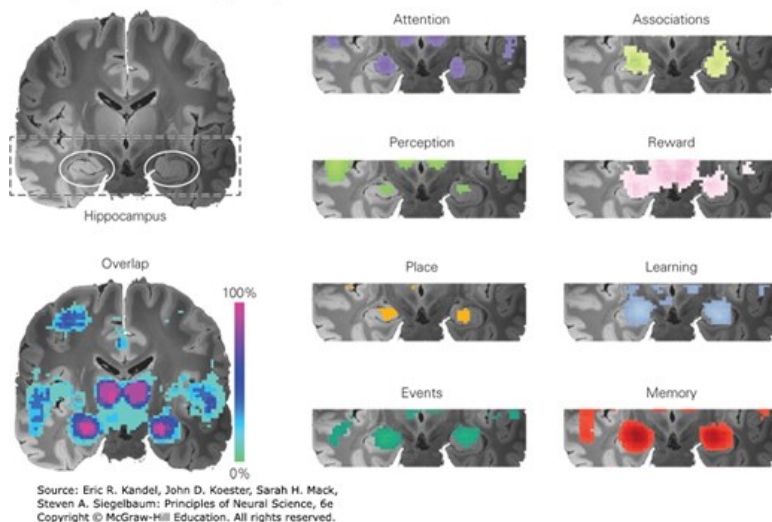 Attention
Associations
Perception
Reward
Hippocampus
Overlap
Place
Learning
100%
Events
Memory
0%
Source: Eric R. Kandel, John D. Koester, Sarah H. Mack,
Steven A. Siegelbaum: Principles of Neural Science, 6e
Copyright © McGraw-Hill Education. All rights reserved.